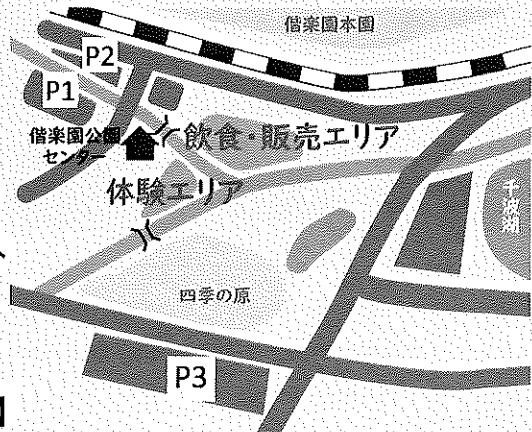 偕楽園本園
P2
P1
偕楽園公園
センター
飲食・販売エリア
体験エリア
千波湖
四季の原
P3